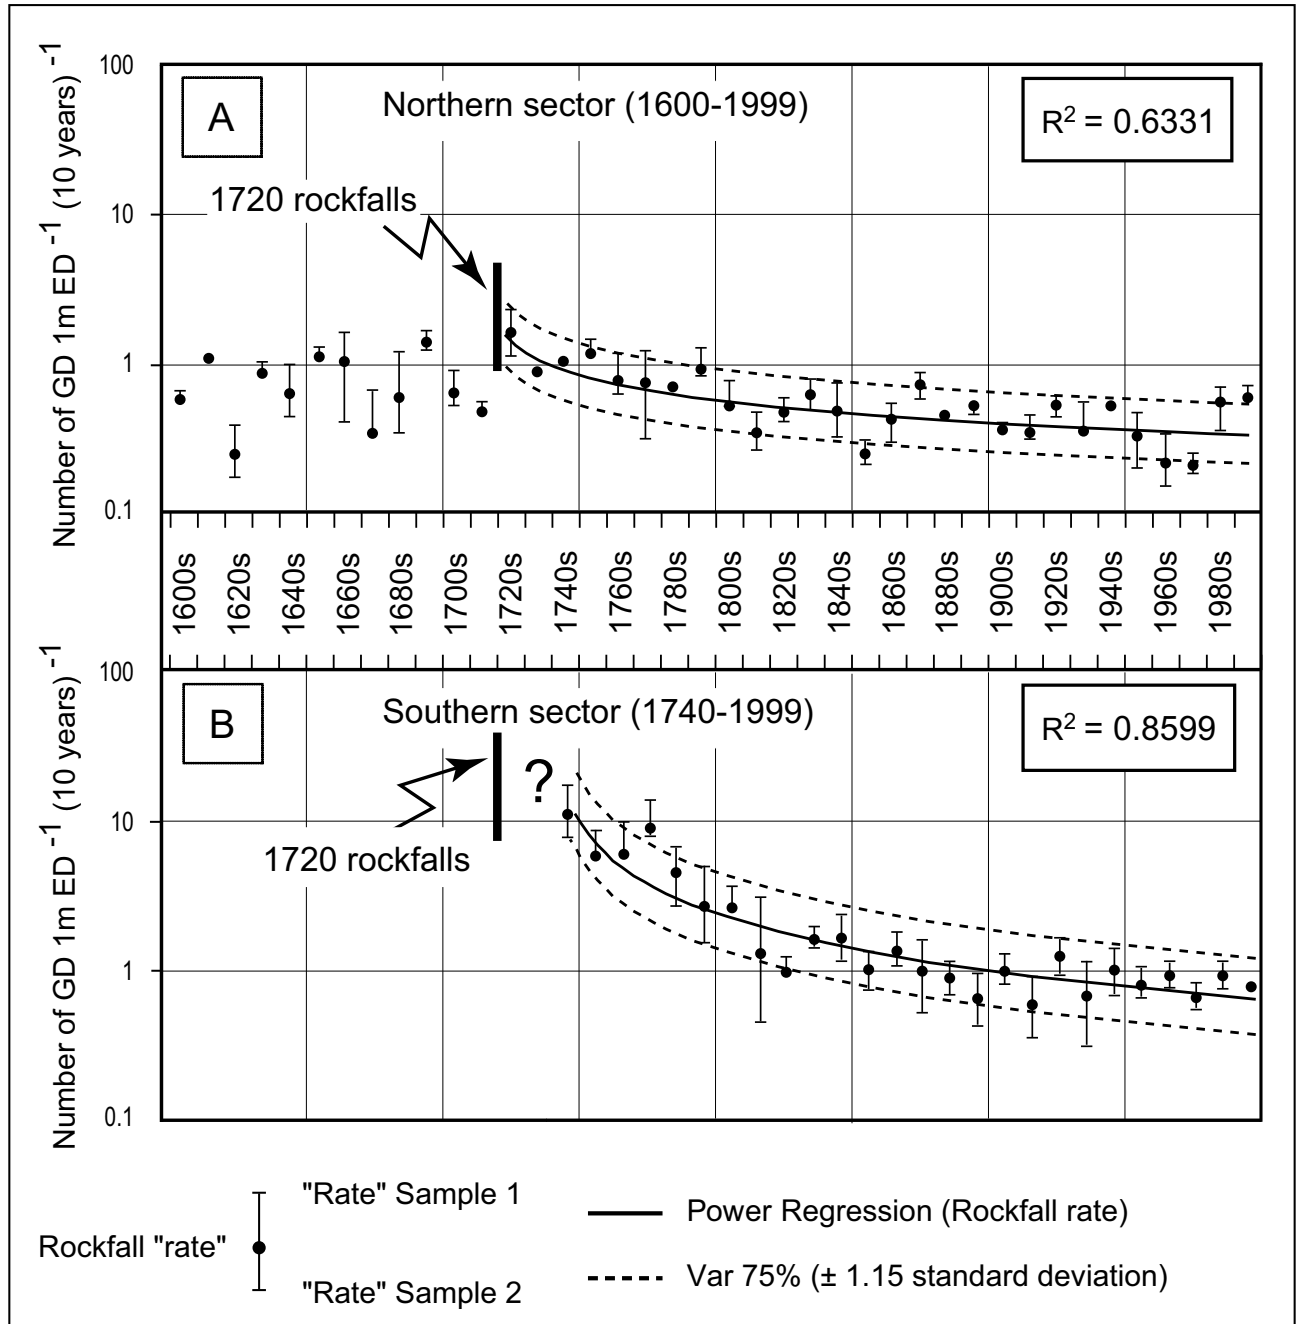 Number of GD 1m ED⁻¹ (10 years)⁻¹
100
10
1
0.1
A
Northern sector (1600-1999)
R² = 0.6331
1720 rockfalls
1600s 1620s 1640s 1660s 1680s 1700s 1720s 1740s 1760s 1780s 1800s 1820s 1840s 1860s 1880s 1900s 1920s 1940s 1960s 1980s
Number of GD 1m ED⁻¹ (10 years)⁻¹
100
10
1
0.1
B
Southern sector (1740-1999)
R² = 0.8599
?
1720 rockfalls
Rockfall "rate"
"Rate" Sample 1
"Rate" Sample 2
Power Regression (Rockfall rate)
Var 75% (± 1.15 standard deviation)